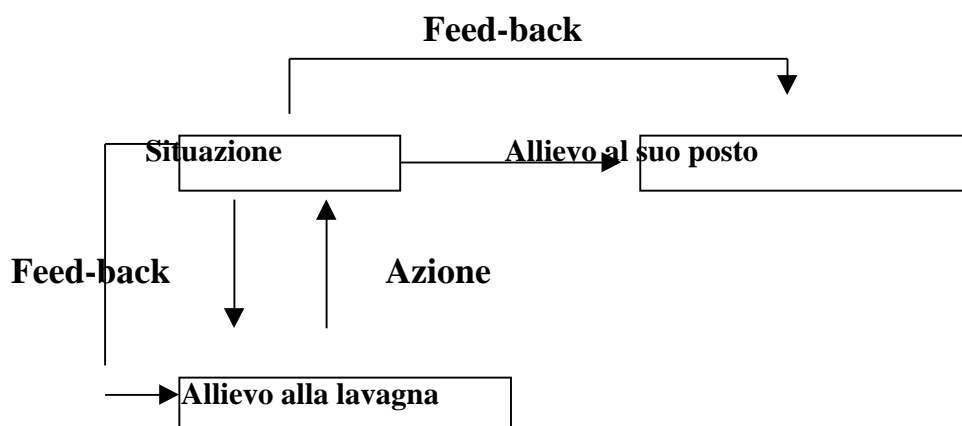 Feed-back
Situazione
Allievo al suo posto
Feed-back
Azione
Allievo alla lavagna